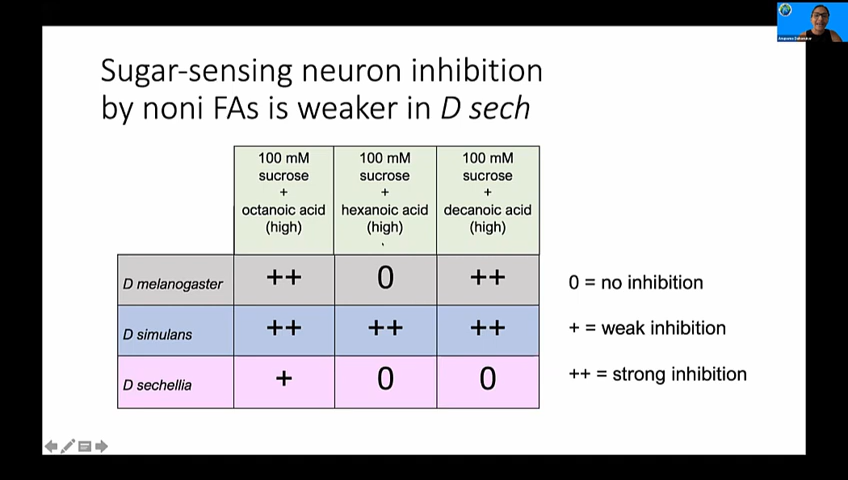 Sugar-sensing neuron inhibition
by noni FAs is weaker in D sech
100 mM
sucrose
+
octanoic acid
(high)
100 mM
sucrose
+
hexanoic acid
(high)
100 mM
sucrose
+
decanoic acid
(high)
D melanogaster ++ 0 ++
D simulans ++ ++ ++
D sechellia + 0 0
0 = no inhibition
+ = weak inhibition
++ = strong inhibition